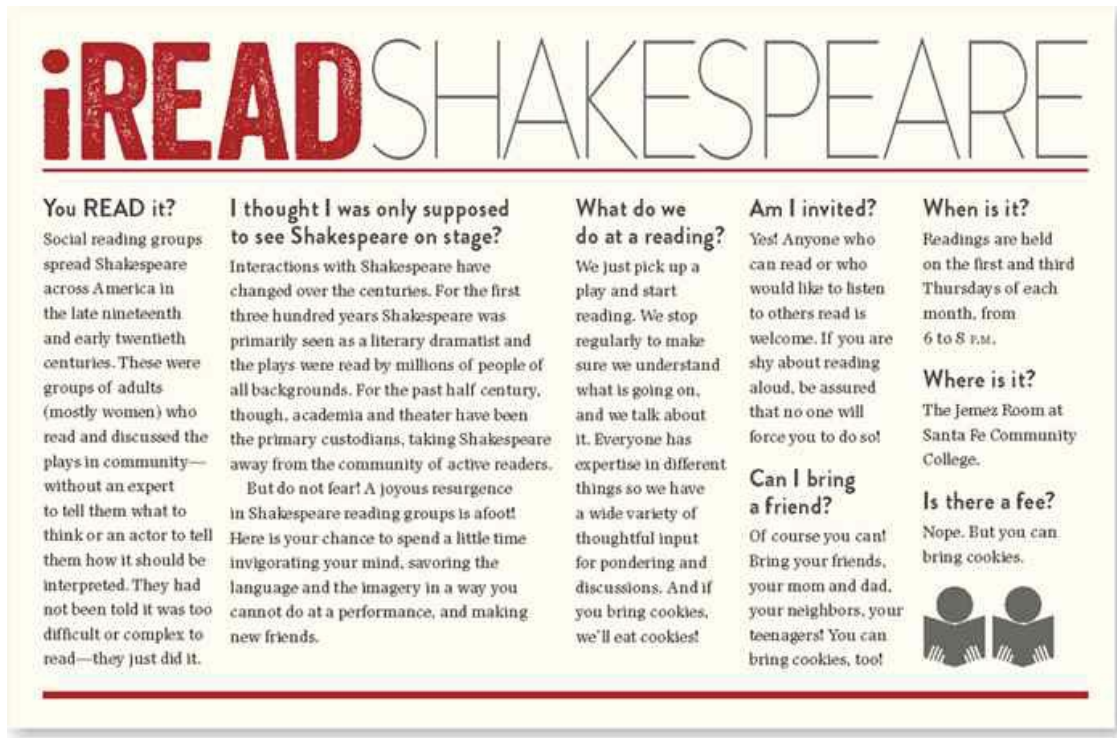 iREADSHAKESPEARE
You READ it?
Social reading groups
spread Shakespeare
across America in
the late nineteenth
and early twentieth
centuries. These were
groups of adults
(mostly women) who
read and discussed the
plays in community—
without an expert
to tell them what to
think or an actor to tell
them how it should be
interpreted. They had
not been told it was too
difficult or complex to
read—they just did it.
I thought I was only supposed
to see Shakespeare on stage?
Interactions with Shakespeare have
changed over the centuries. For the first
three hundred years Shakespeare was
primarily seen as a literary dramatist and
the plays were read by millions of people of
all backgrounds. For the past half century,
though, academia and theater have been
the primary custodians, taking Shakespeare
away from the community of active readers.
But do not fear! A joyous resurgence
in Shakespeare reading groups is afoot!
Here is your chance to spend a little time
invigorating your mind, savoring the
language and the imagery in a way you
cannot do at a performance, and making
new friends.
What do we
do at a reading?
We just pick up a
play and start
reading. We stop
regularly to make
sure we understand
what is going on,
and we talk about
it. Everyone has
expertise in different
things so we have
a wide variety of
thoughtful input
for pondering and
discussions. And if
you bring cookies,
we'll eat cookies!
Am I invited?
Yes! Anyone who
can read or who
would like to listen
to others read is
welcome. If you are
shy about reading
aloud, be assured
that no one will
force you to do so!
Can I bring
a friend?
Of course you can!
Bring your friends,
your mom and dad,
your neighbors, your
teenagers! You can
bring cookies, too!
When is it?
Readings are held
on the first and third
Thursdays of each
month, from
6 to 8 P.M.
Where is it?
The Jemez Room at
Santa Fe Community
College.
Is there a fee?
Nope. But you can
bring cookies.